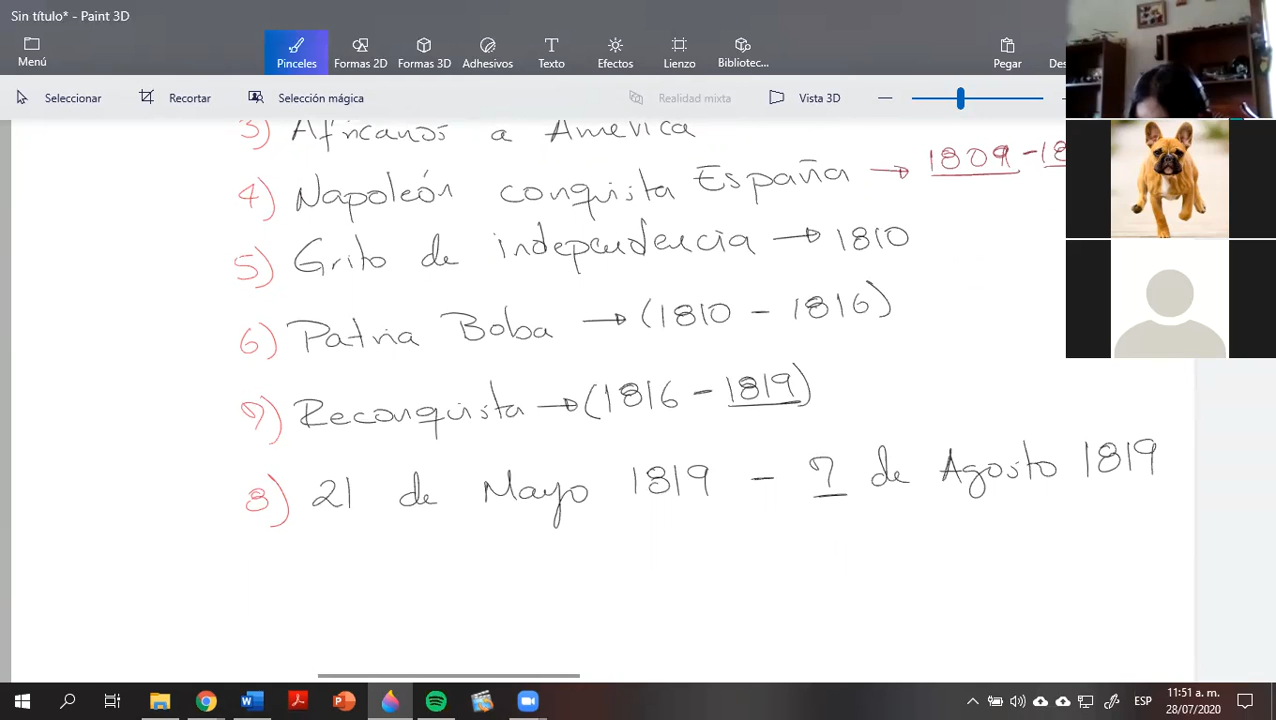 Sin título* - Paint 3D
Menú
Pinceles
Formas 2D
Formas 3D
Adhesivos
Texto
Efectos
Lienzo
Bibliotec...
Pegar
Des
Seleccionar
Recortar
Selección mágica
Realidad mixta
Vista 3D
3) Africanos a América
4) Napoleón conquista España → 1809 - 18
5) Grito de independencia → 1810
6) Patria Boba → (1810 - 1816)
7) Reconquista → (1816 - 1819)
8) 21 de Mayo 1819 - 7 de Agosto 1819
ESP
11:51 a. m.
28/07/2020